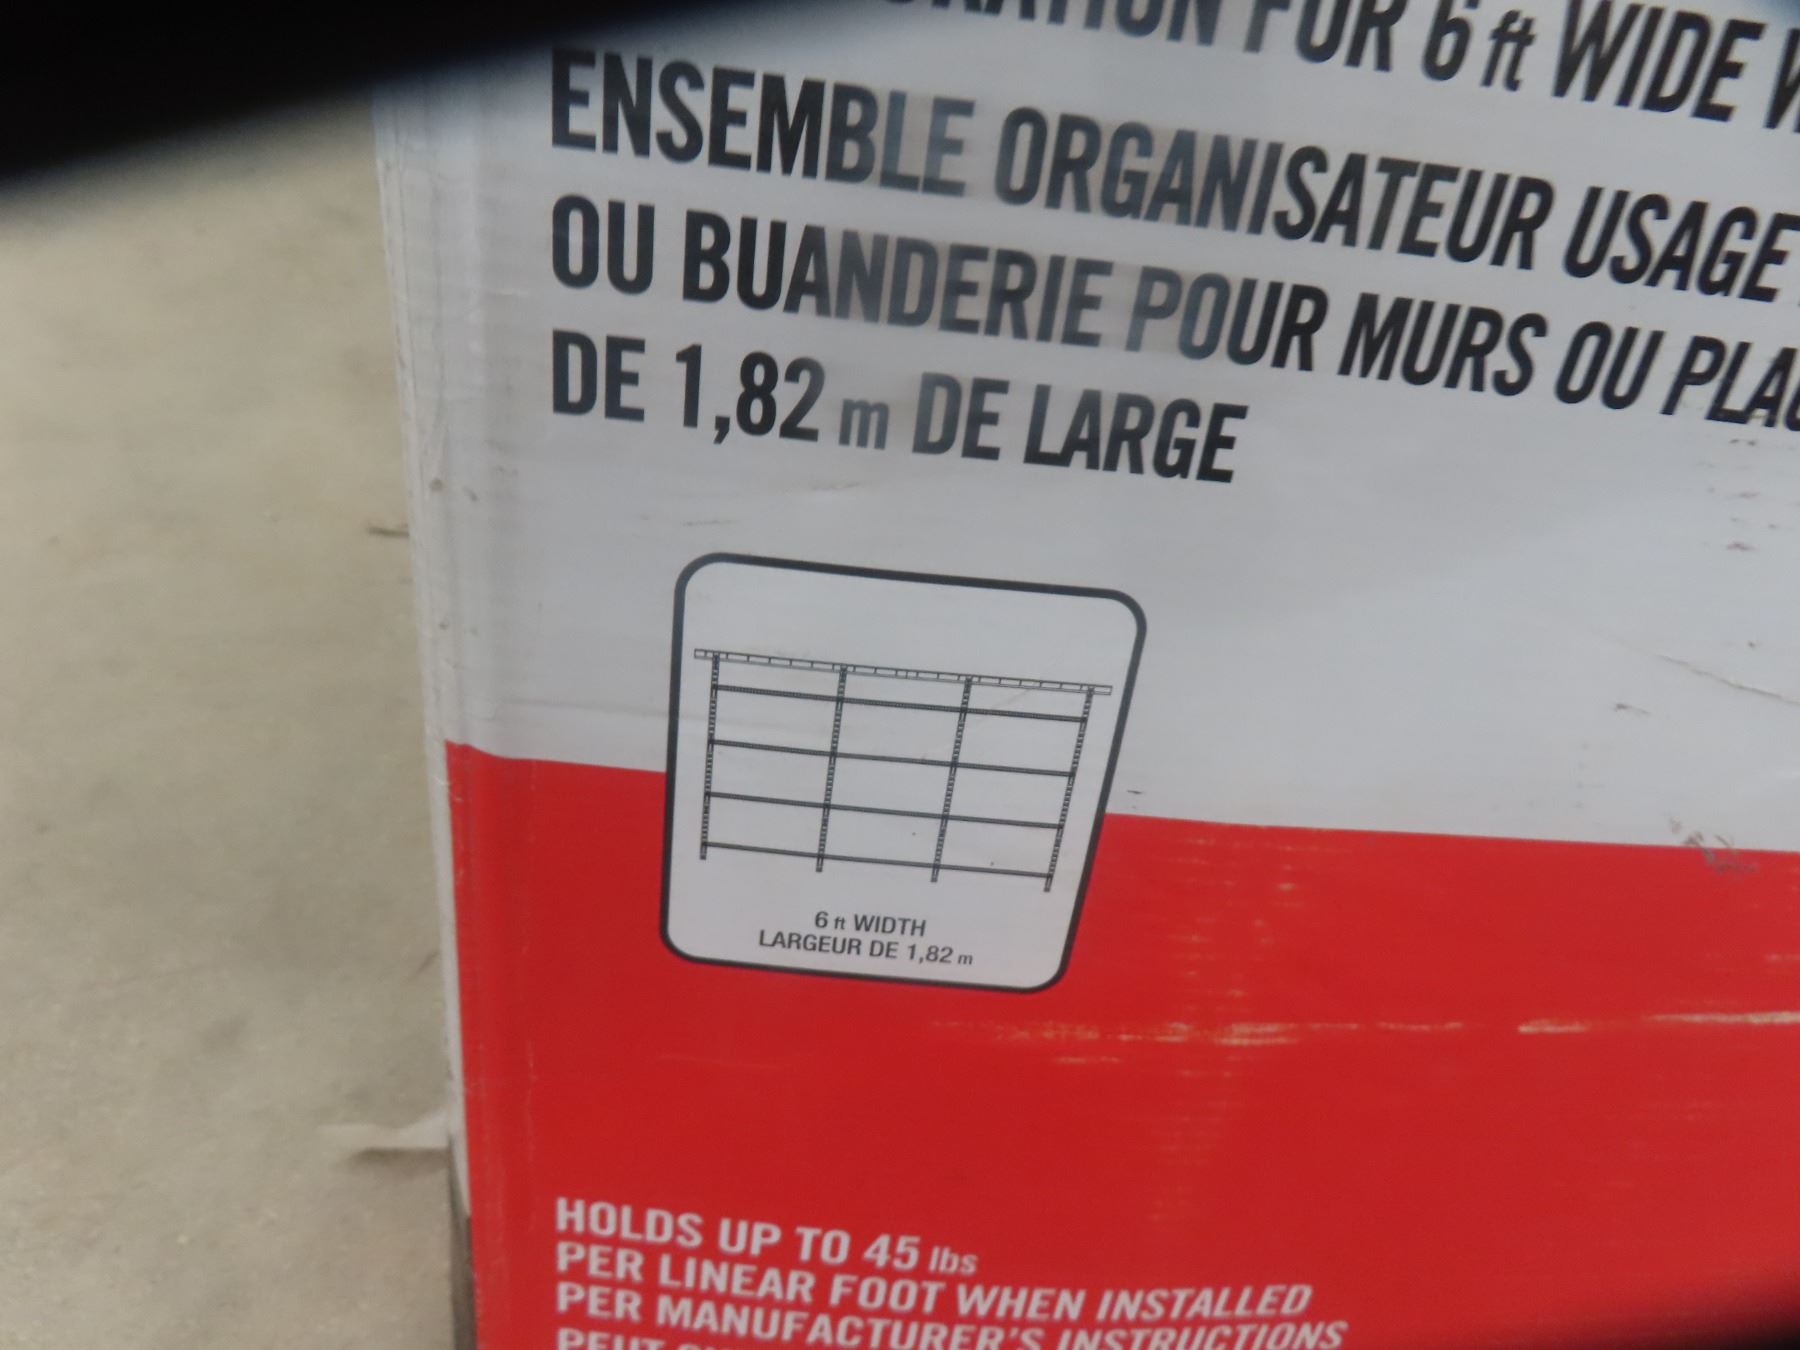 FOR 6 ft WIDE
ENSEMBLE ORGANISATEUR USAGE
OU BUANDERIE POUR MURS OU
DE 1,82 m DE LARGE
6 ft WIDTH
LARGEUR DE 1,82 m
HOLDS UP TO 45 lbs
PER LINEAR FOOT WHEN INSTALLED
PER MANUFACTURER'S INSTRUCTIONS
PEUT